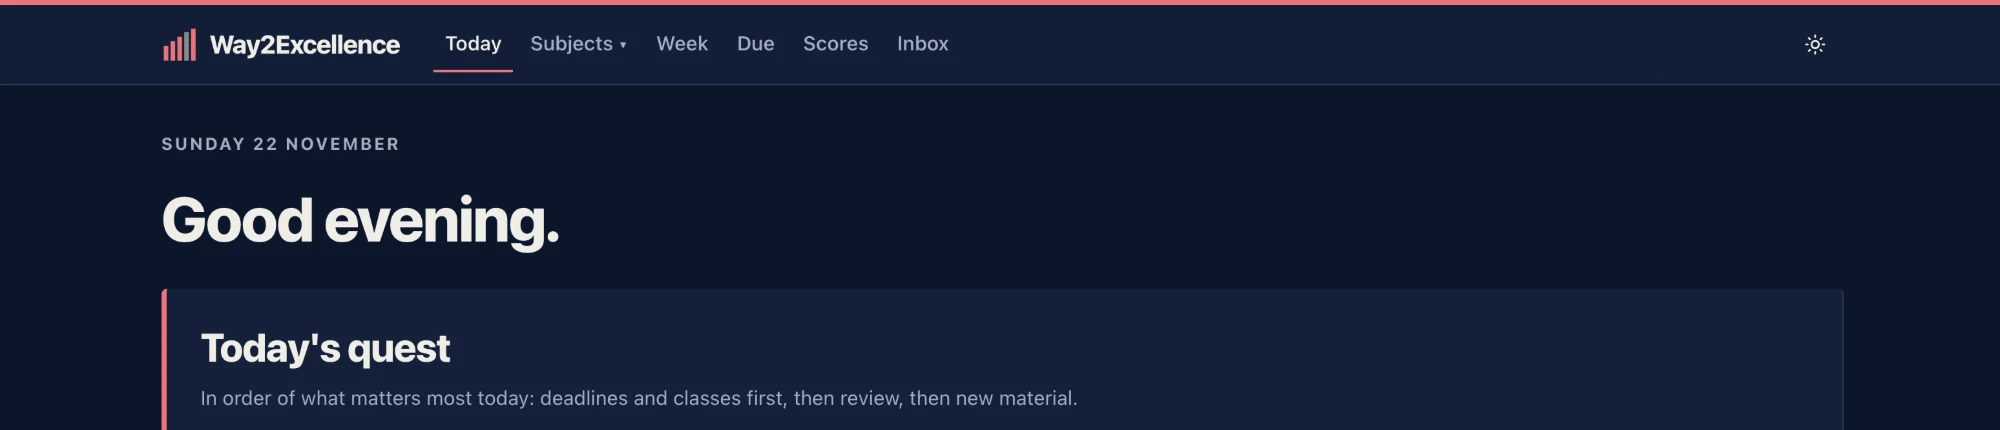 Way2Excellence Today Subjects ▾ Week Due Scores Inbox
SUNDAY 22 NOVEMBER
Good evening.
Today's quest
In order of what matters most today: deadlines and classes first, then review, then new material.